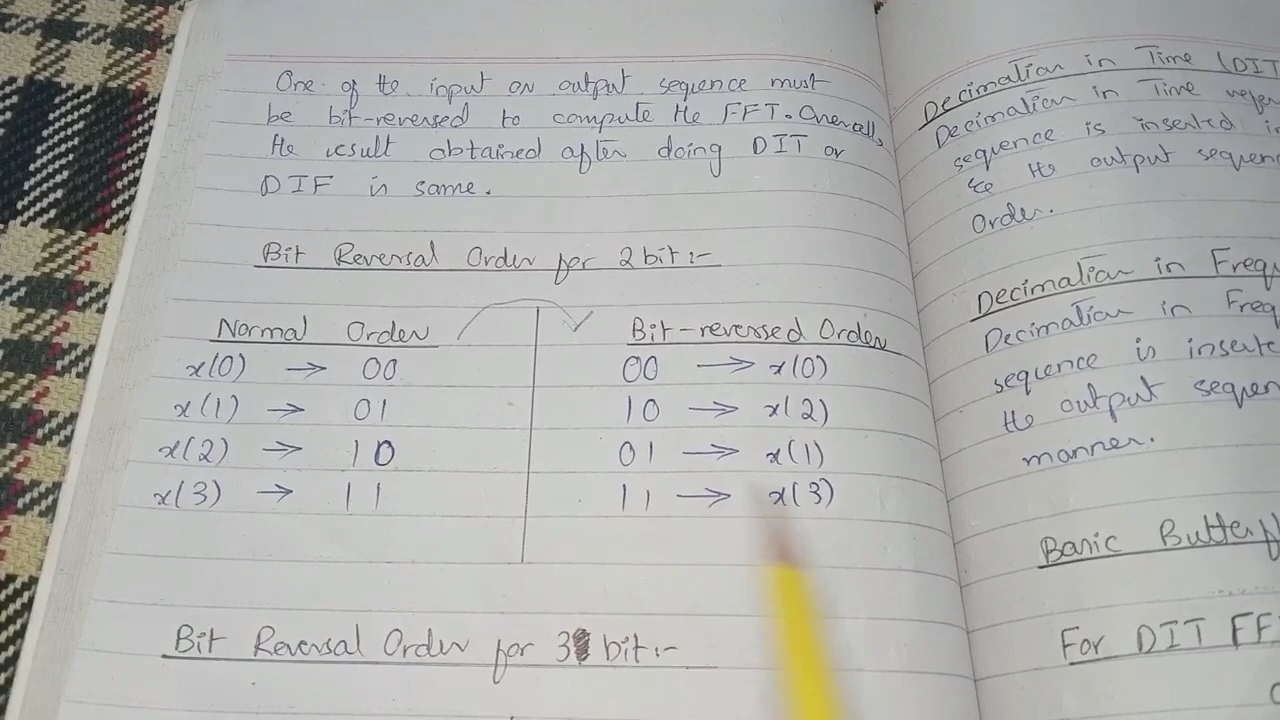 One of the input or output sequence must
be bit-reversed to compute the FFT. Overall,
the result obtained after doing DIT or
DIF is same.
Bit Reversal Order for 2 bit :-
Normal Order
x(0) → 00
x(1) → 01
x(2) → 10
x(3) → 11
Bit-reversed Order
00 → x(0)
10 → x(2)
01 → x(1)
11 → x(3)
Bit Reversal Order for 3 bit :-
Decimation in Time (DIT
Decimation in Time refer
sequence is inserted i
the output sequen
Order.
Decimation in Frequ
Decimation in Freq
sequence is inserte
the output sequen
manner.
Basic Butterf
For DIT FF